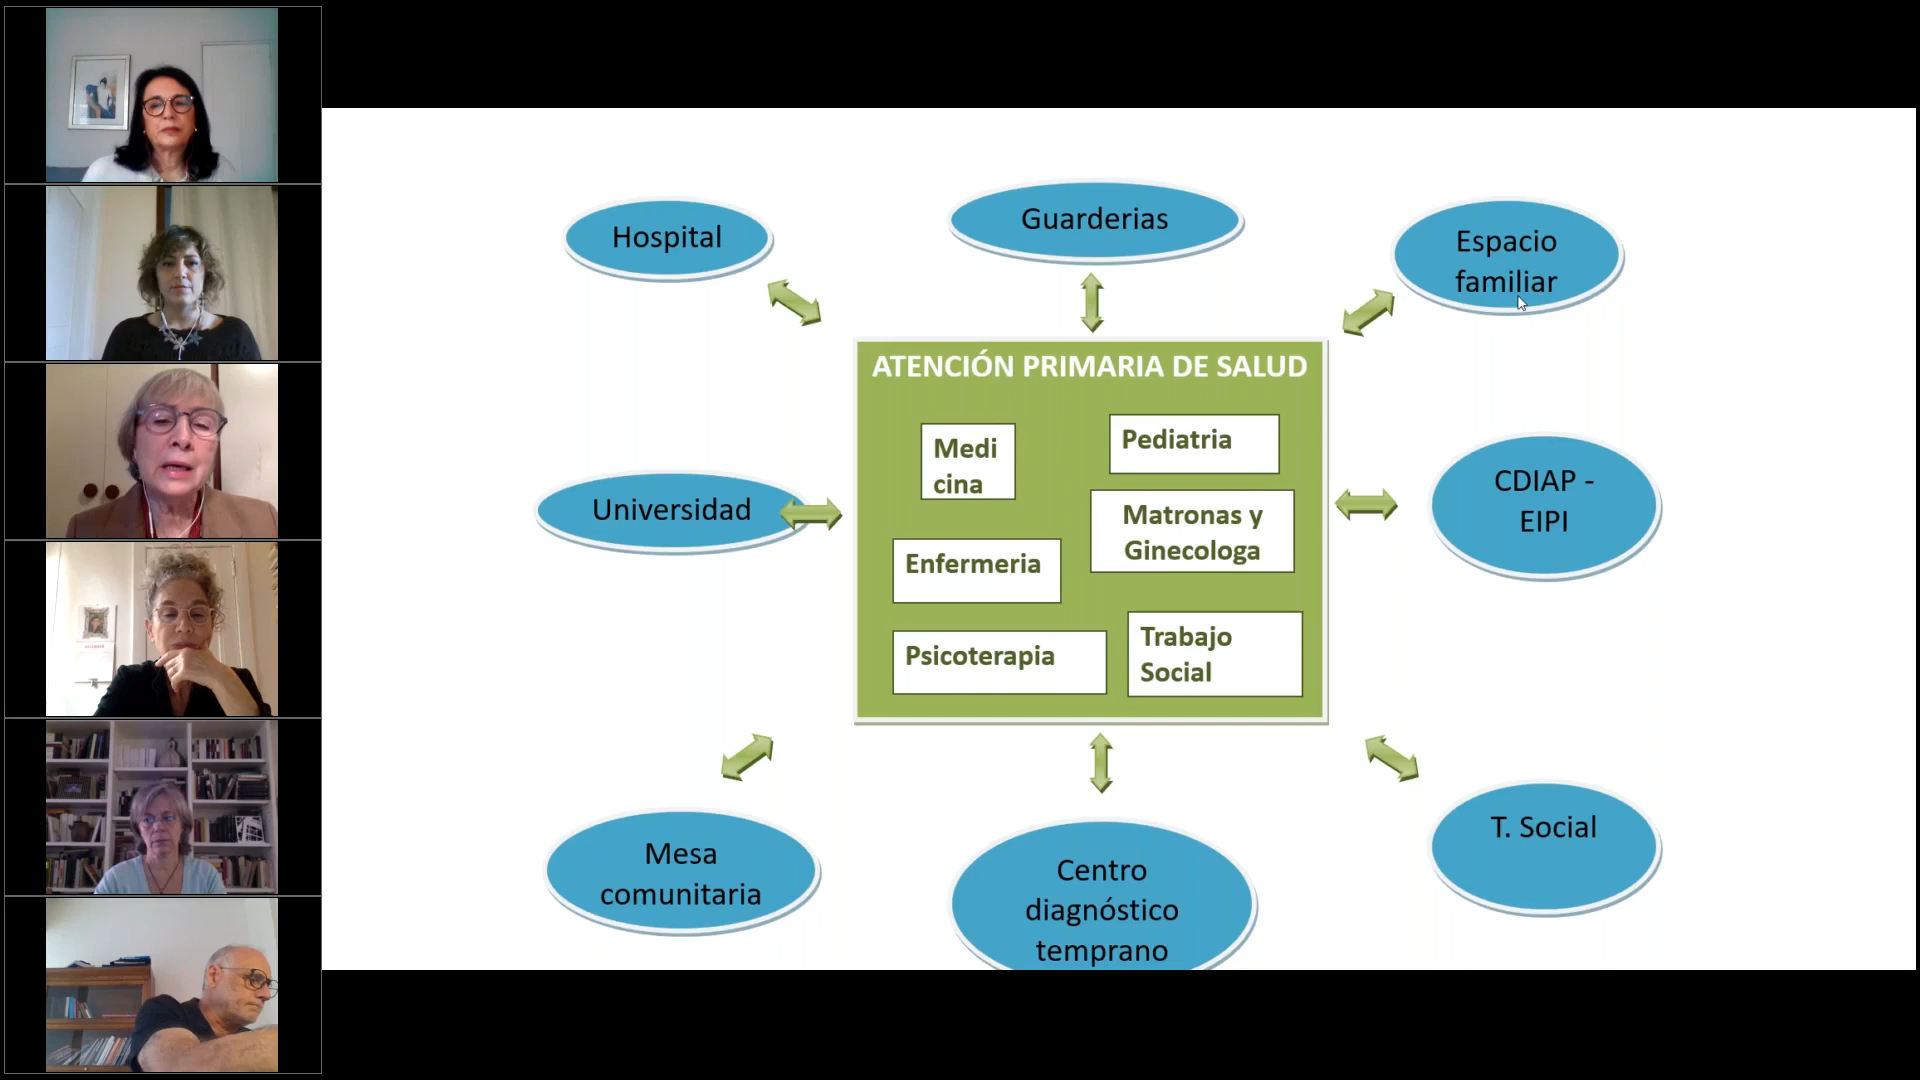 Hospital
Guarderias
Espacio
familiar
ATENCIÓN PRIMARIA DE SALUD
Medi
cina
Pediatria
Universidad
Matronas y
Ginecologa
CDIAP -
EIPI
Enfermeria
Psicoterapia
Trabajo
Social
Mesa
comunitaria
Centro
diagnóstico
temprano
T. Social